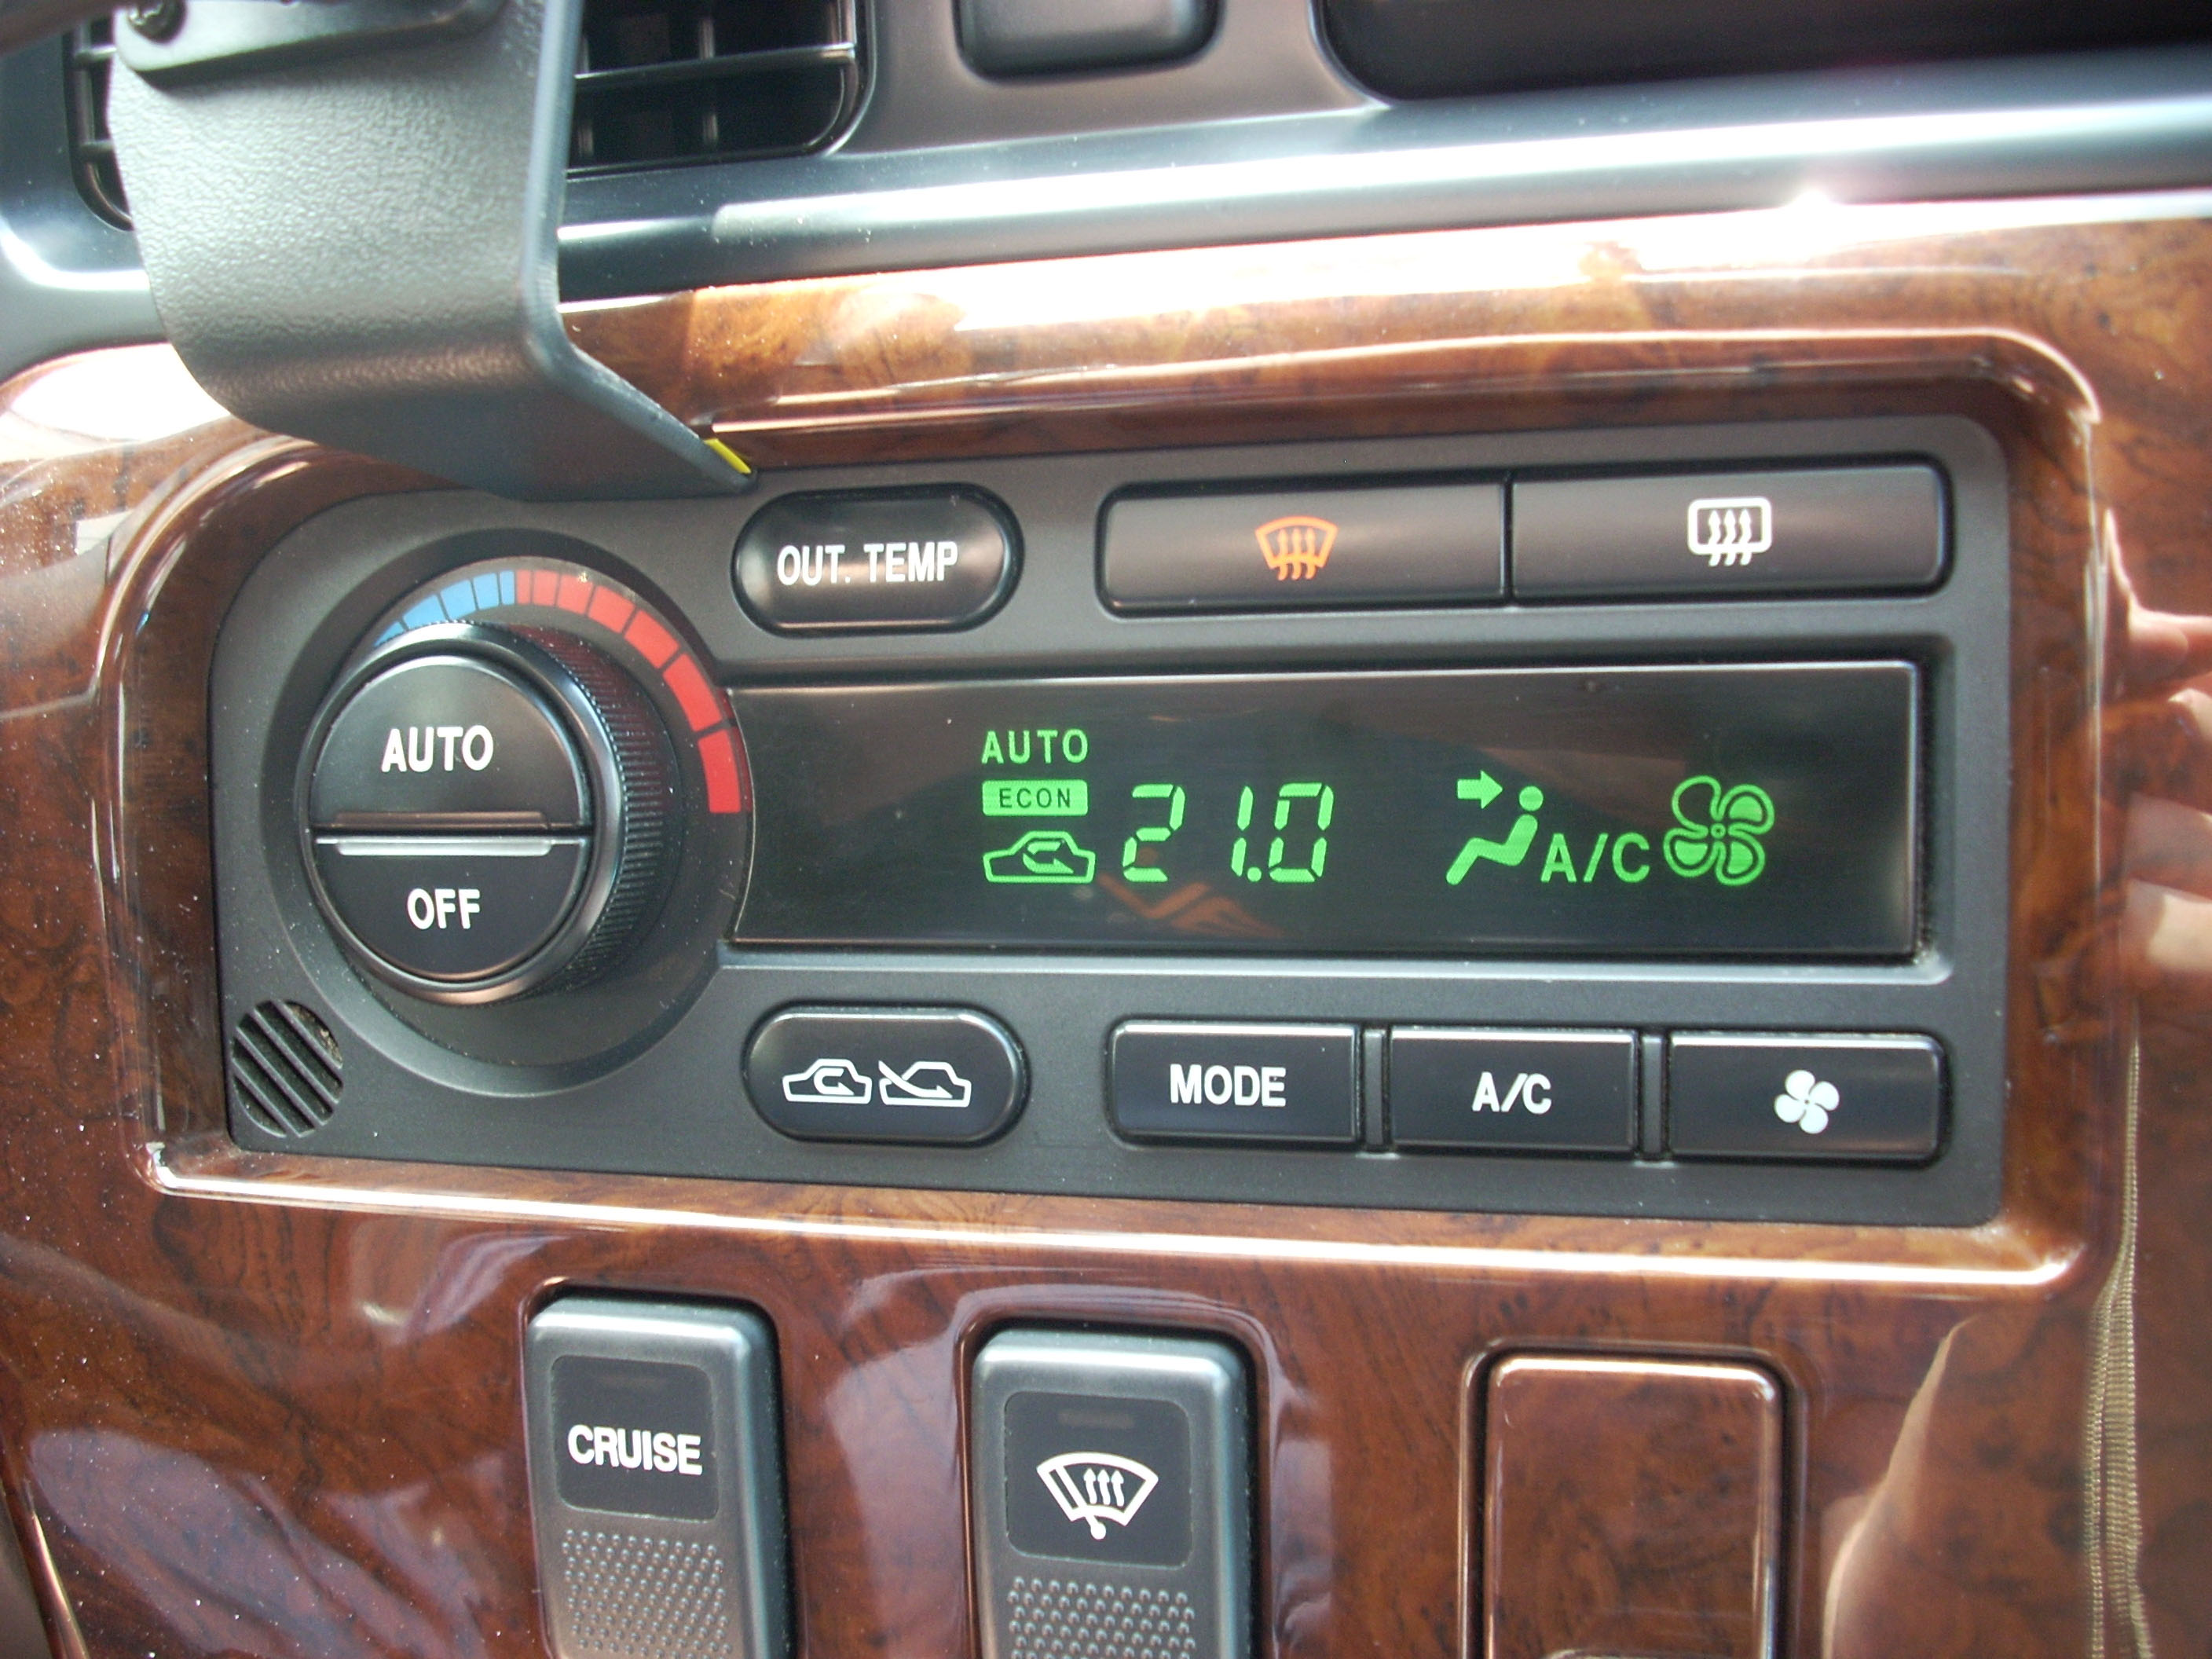 OUT. TEMP
AUTO
OFF
AUTO
ECON
21.0
A/C
MODE
A/C
CRUISE